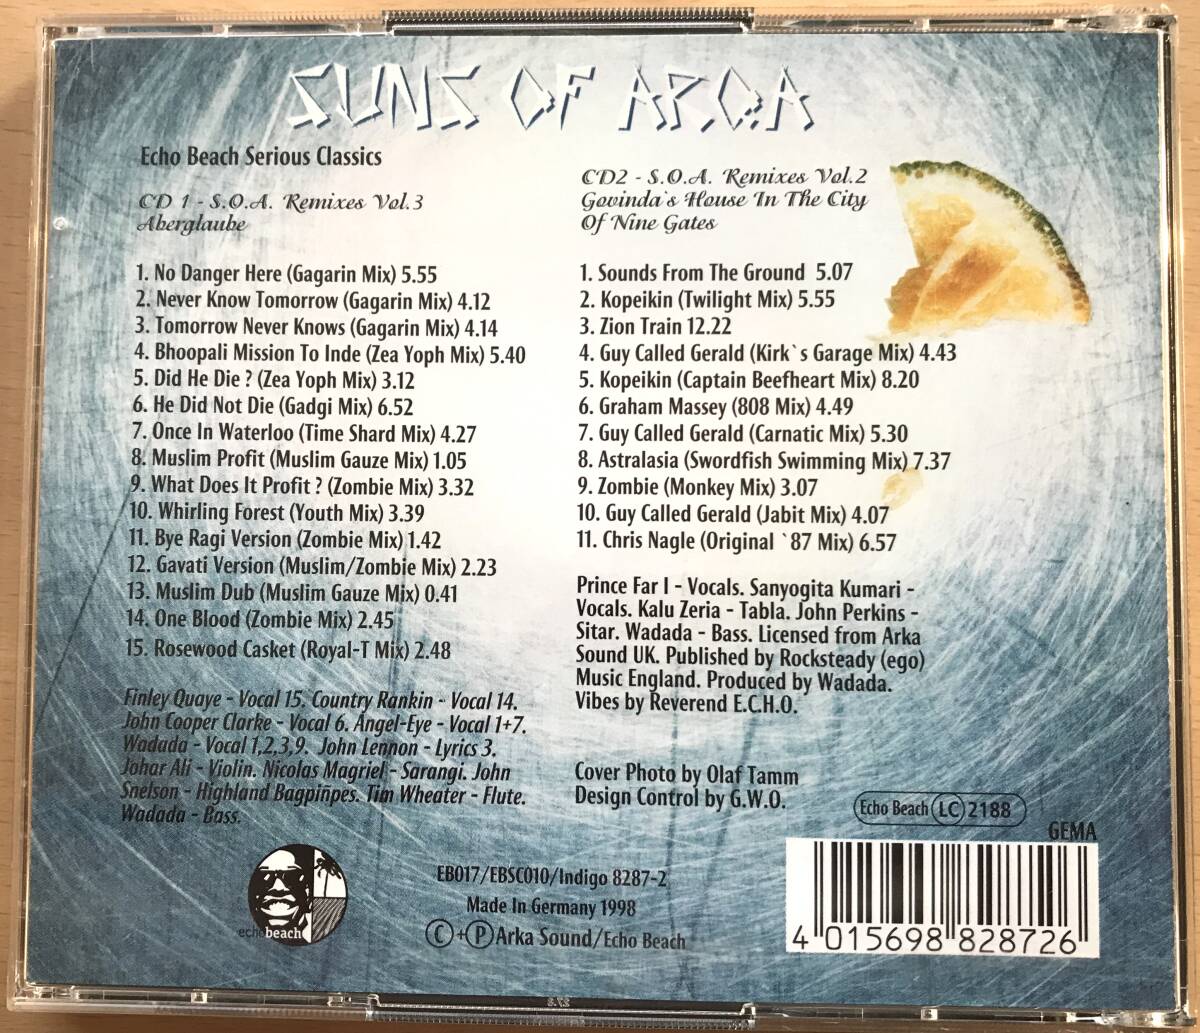 SUNS OF ARQA
Echo Beach Serious Classics
CD 1 - S.O.A. Remixes Vol.3
Aberglaube
1. No Danger Here (Gagarin Mix) 5.55
2. Never Know Tomorrow (Gagarin Mix) 4.12
3. Tomorrow Never Knows (Gagarin Mix) 4.14
4. Bhoopali Mission To Inde (Zea Yoph Mix) 5.40
5. Did He Die ? (Zea Yoph Mix) 3.12
6. He Did Not Die (Gadgi Mix) 6.52
7. Once In Waterloo (Time Shard Mix) 4.27
8. Muslim Profit (Muslim Gauze Mix) 1.05
9. What Does It Profit ? (Zombie Mix) 3.32
10. Whirling Forest (Youth Mix) 3.39
11. Bye Ragi Version (Zombie Mix) 1.42
12. Gavati Version (Muslim/Zombie Mix) 2.23
13. Muslim Dub (Muslim Gauze Mix) 0.41
14. One Blood (Zombie Mix) 2.45
15. Rosewood Casket (Royal-T Mix) 2.48
Finley Quaye - Vocal 15. Country Rankin - Vocal 14.
John Cooper Clarke - Vocal 6. Angel-Eye - Vocal 1+7.
Wadada - Vocal 1,2,3,9. John Lennon - Lyrics 3.
Johar Ali - Violin. Nicolas Magriel - Sarangi. John
Snelson - Highland Bagpiñpes. Tim Wheater - Flute.
Wadada - Bass.
CD2 - S.O.A. Remixes Vol.2
Govinda`s House In The City
Of Nine Gates
1. Sounds From The Ground 5.07
2. Kopeikin (Twilight Mix) 5.55
3. Zion Train 12.22
4. Guy Called Gerald (Kirk`s Garage Mix) 4.43
5. Kopeikin (Captain Beefheart Mix) 8.20
6. Graham Massey (808 Mix) 4.49
7. Guy Called Gerald (Carnatic Mix) 5.30
8. Astralasia (Swordfish Swimming Mix) 7.37
9. Zombie (Monkey Mix) 3.07
10. Guy Called Gerald (Jabit Mix) 4.07
11. Chris Nagle (Original `87 Mix) 6.57
Prince Far I - Vocals. Sanyogita Kumari -
Vocals. Kalu Zeria - Tabla. John Perkins -
Sitar. Wadada - Bass. Licensed from Arka
Sound UK. Published by Rocksteady (ego)
Music England. Produced by Wadada.
Vibes by Reverend E.C.H.O.
Cover Photo by Olaf Tamm
Design Control by G.W.O.
Echo Beach LC 2188
GEMA
echobeach
EB017/EBSC010/Indigo 8287-2
Made In Germany 1998
Ⓒ+Ⓟ Arka Sound/Echo Beach
4 015698 828726